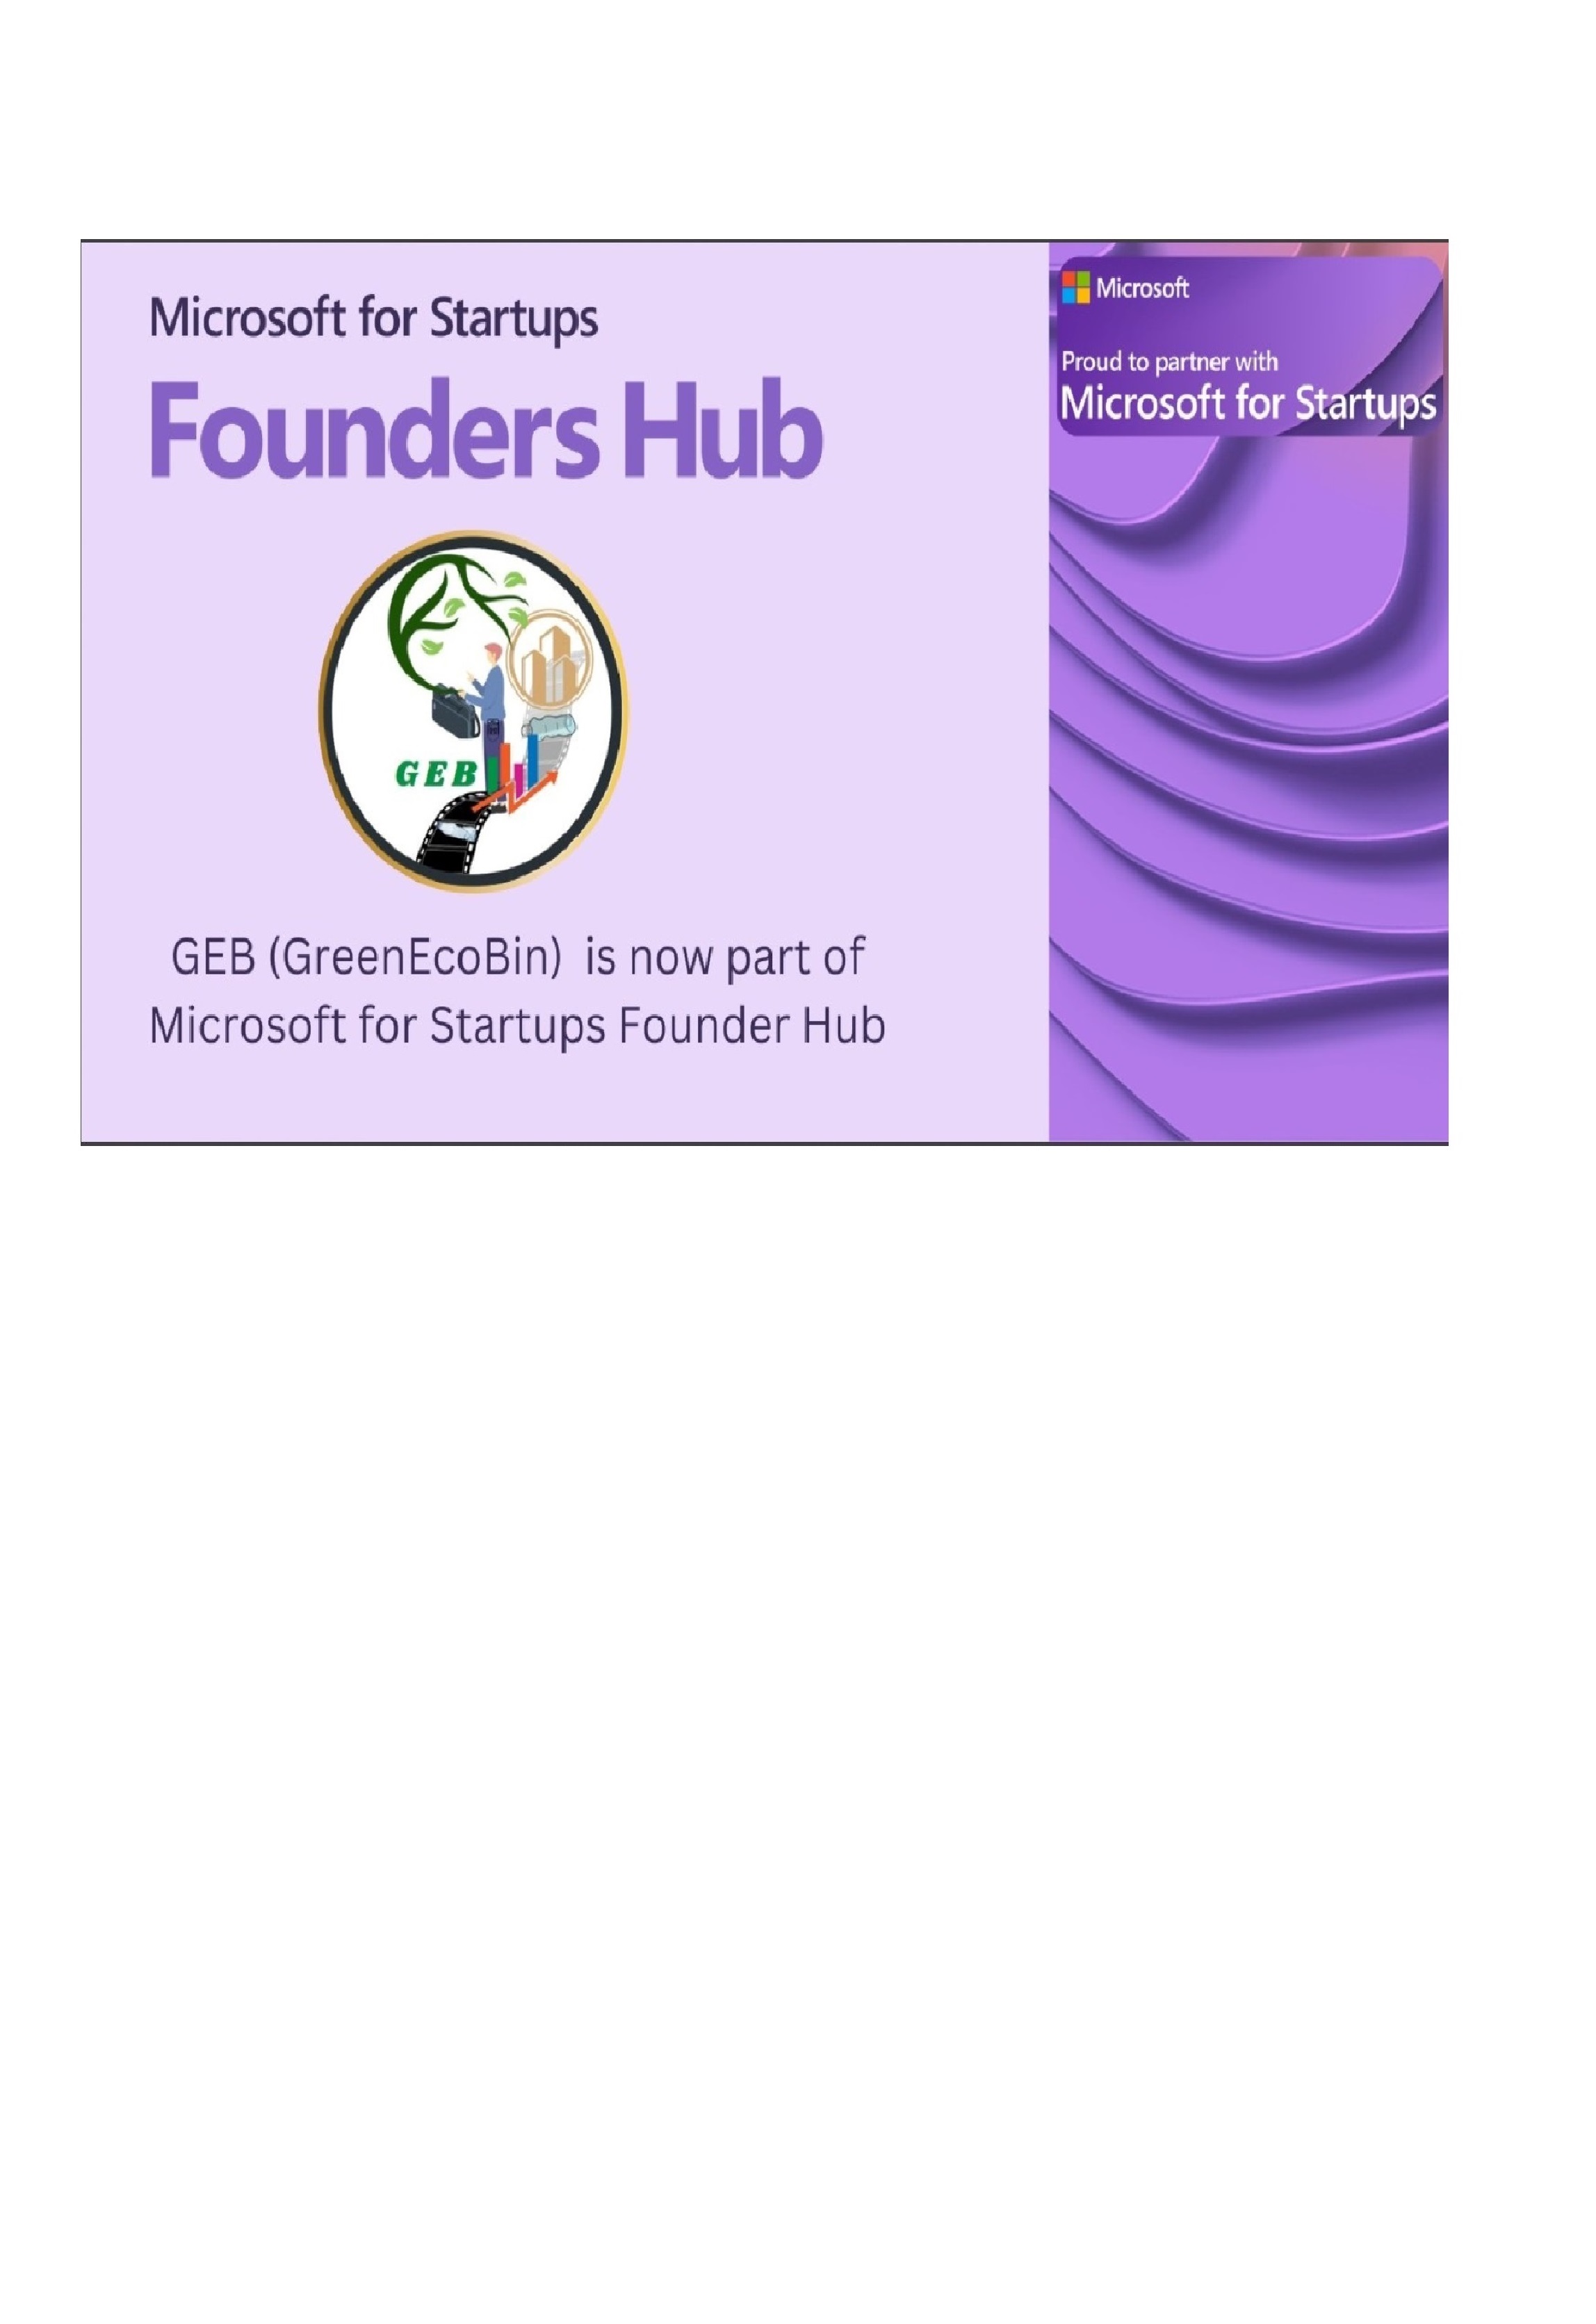 Microsoft for Startups
Founders Hub
GEB
GEB (GreenEcoBin) is now part of
Microsoft for Startups Founder Hub
Microsoft
Proud to partner with
Microsoft for Startups